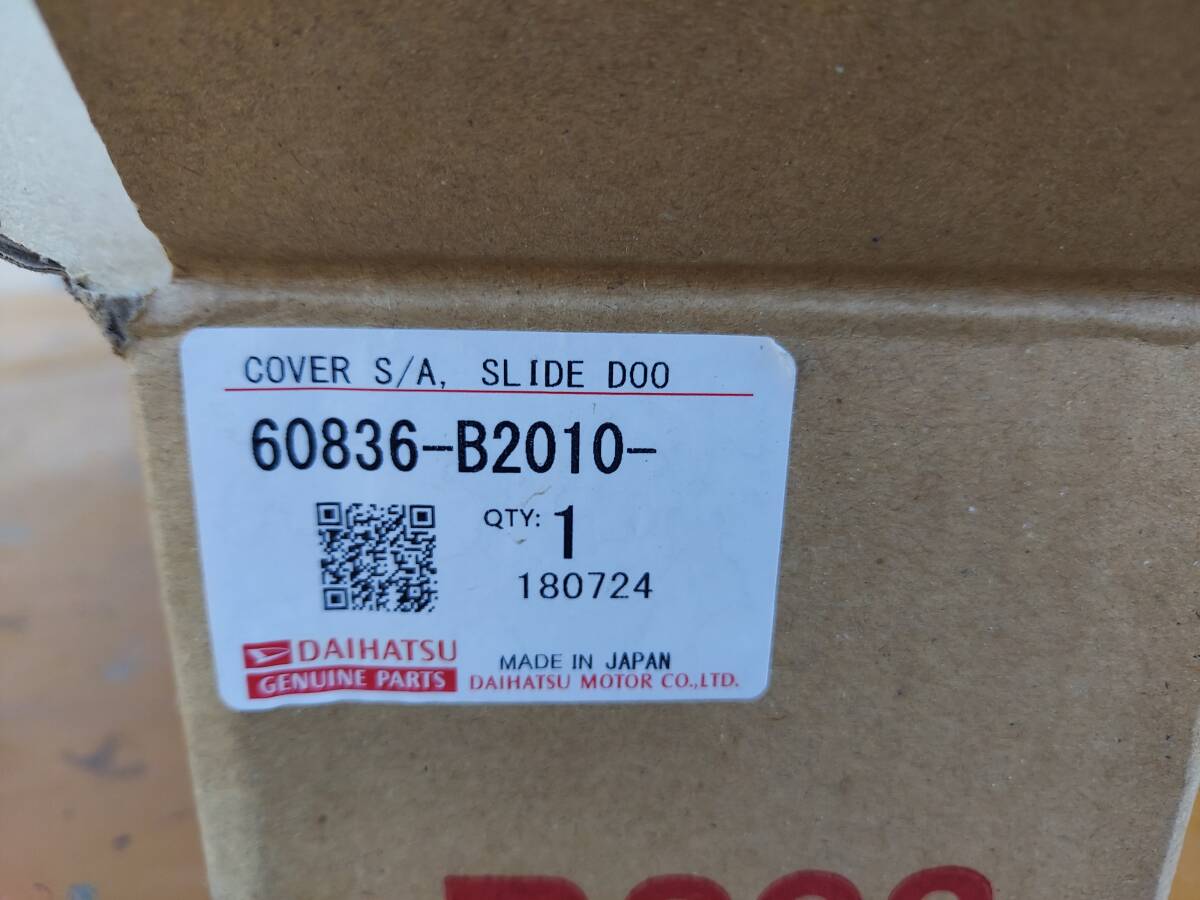 COVER S/A, SLIDE DOO
60836-B2010-
QTY: 1
180724
DAIHATSU
GENUINE PARTS
MADE IN JAPAN
DAIHATSU MOTOR CO.,LTD.